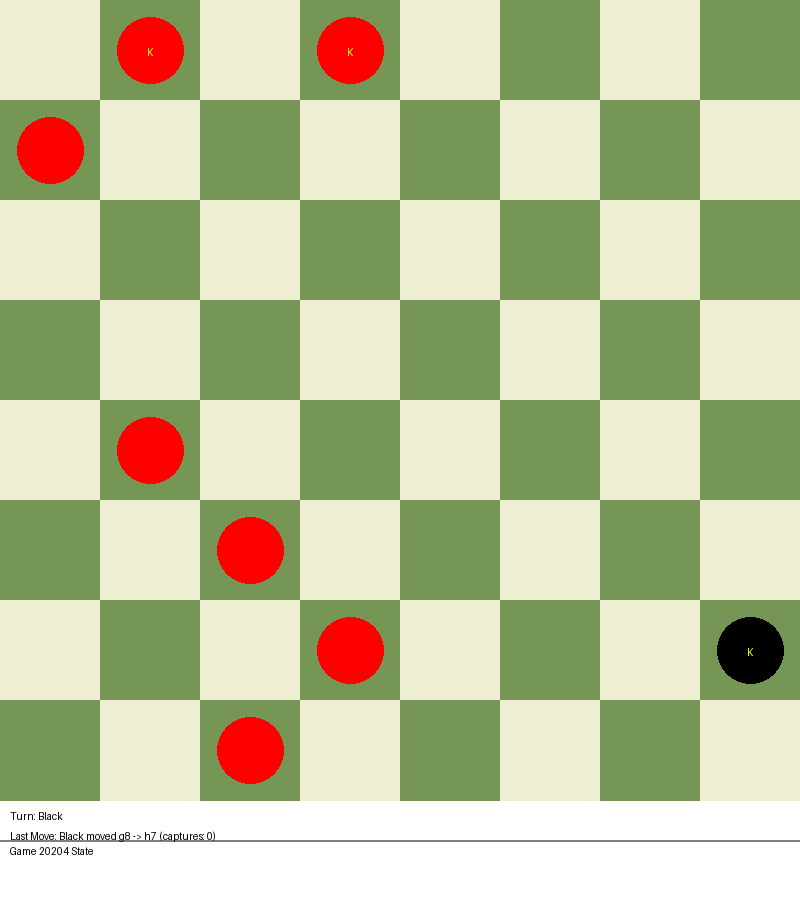 K K
K
Turn: Black
Last Move: Black moved g8 -> h7 (captures: 0)
Game 20204 State